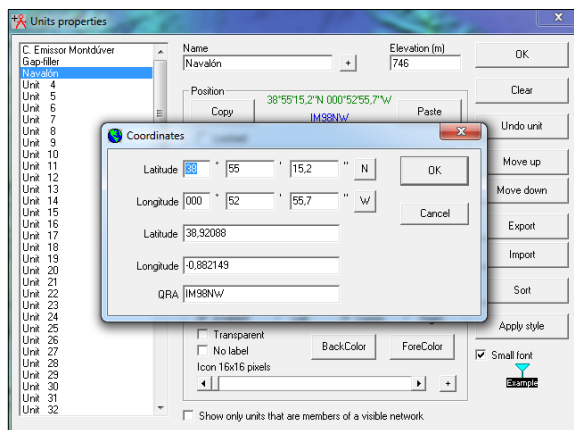 Units properties
C. Emissor Montdúver
Gap-filler
Navalón
Unit 4
Unit 5
Unit 6
Unit 7
Unit 8
Unit 9
Unit 10
Unit 11
Unit 12
Unit 13
Unit 14
Unit 15
Unit 16
Unit 17
Unit 18
Unit 19
Unit 20
Unit 21
Unit 22
Unit 23
Unit 24
Unit 25
Unit 26
Unit 27
Unit 28
Unit 29
Unit 30
Unit 31
Unit 32
Name
Navalón
+
Elevation (m)
746
Position
Copy
38°55'15,2"N 000°52'55,7"W
IM98NW
Paste
Coordinates
Latitude 38 ° 55 ' 15,2 " N
Longitude 000 ° 52 ' 55,7 " W
Latitude 38,92088
Longitude -0,882149
QRA IM98NW
OK
Cancel
Transparent
No label
BackColor
ForeColor
Icon 16x16 pixels
+
Show only units that are members of a visible network
OK
Clear
Undo unit
Move up
Move down
Export
Import
Sort
Apply style
Small font
Example